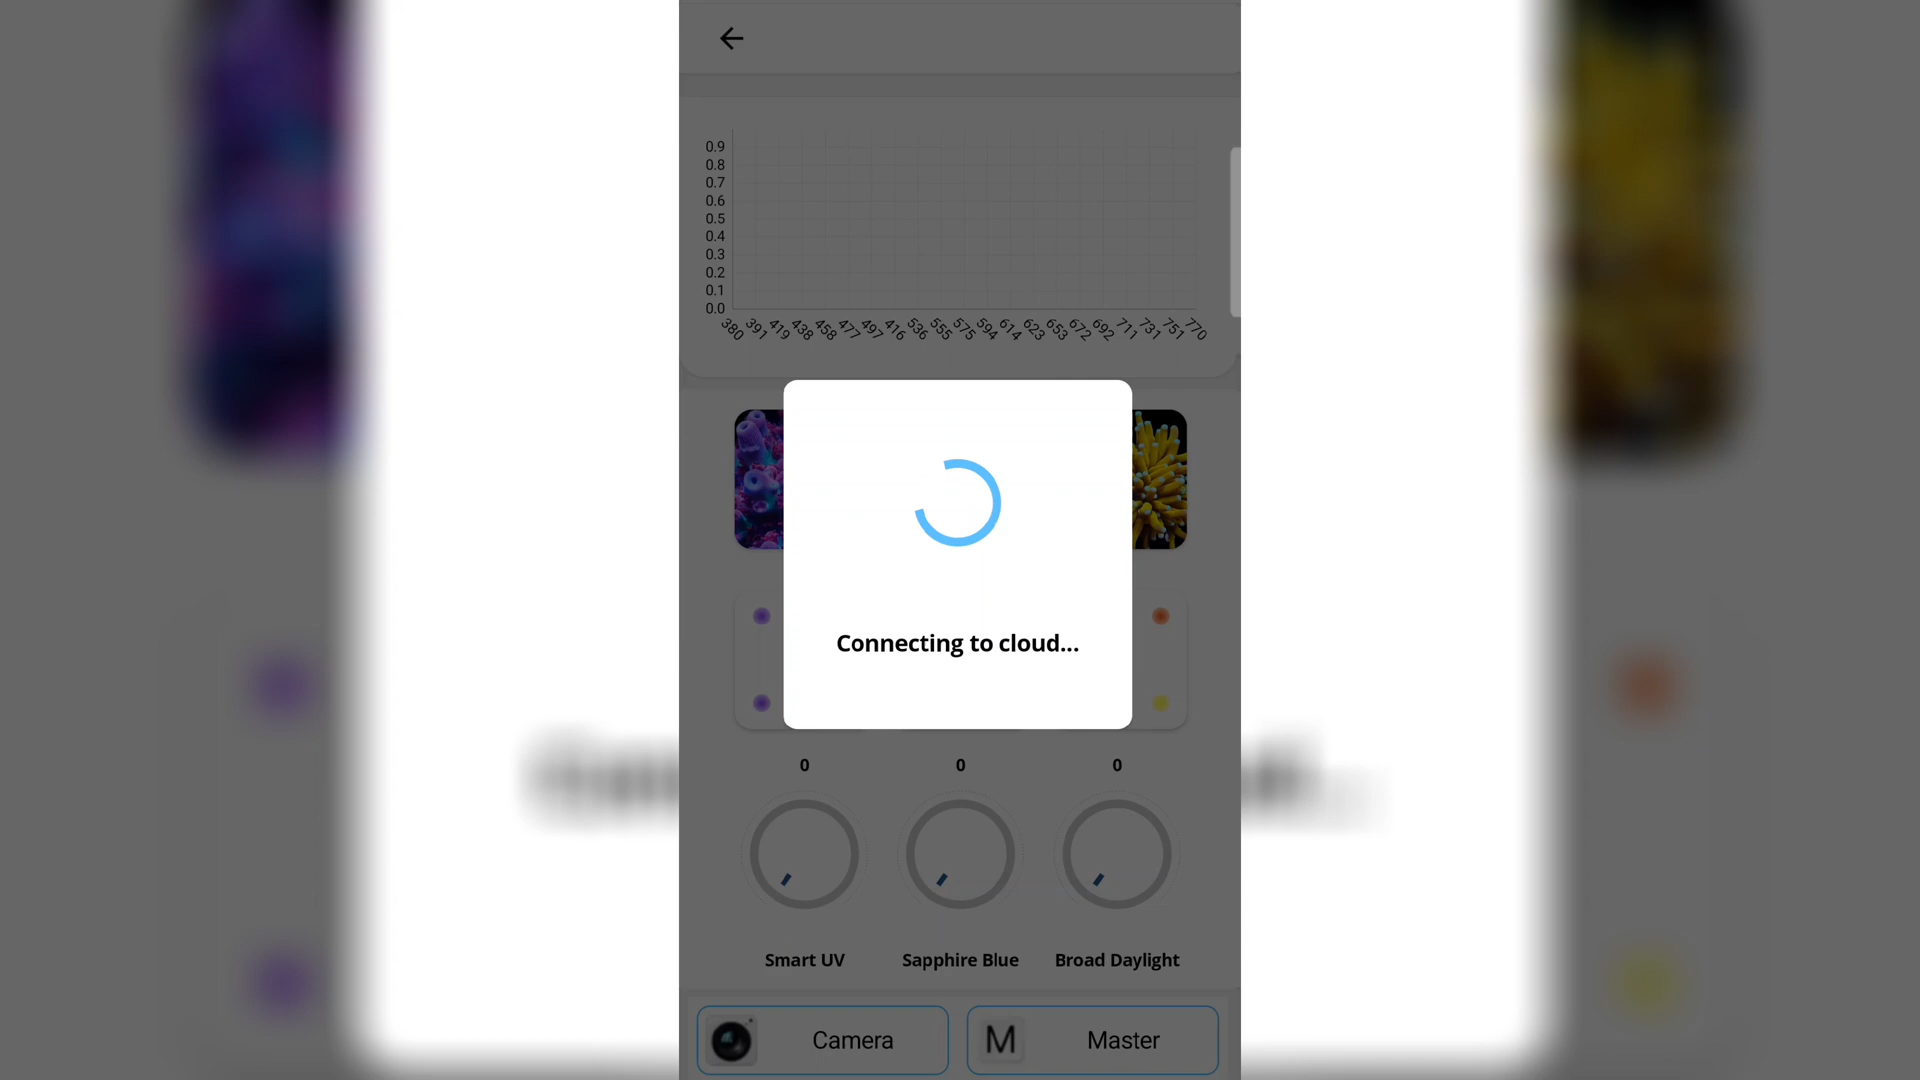 0.9
0.8
0.7
0.6
0.5
0.4
0.3
0.2
0.1
0.0
380 391 419 438 458 477 497 416 536 555 575 594 614 623 653 672 692 711 731 751 770
Connecting to cloud...
0 0 0
Smart UV Sapphire Blue Broad Daylight
Camera M Master